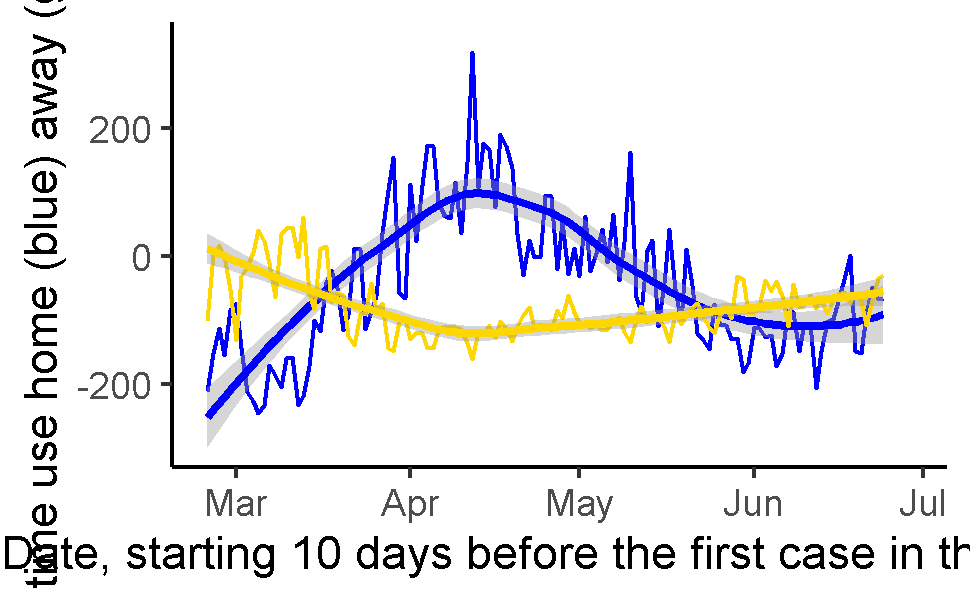 time use home (blue) away (
200
0
-200
Mar Apr May Jun Jul
Date, starting 10 days before the first case in th